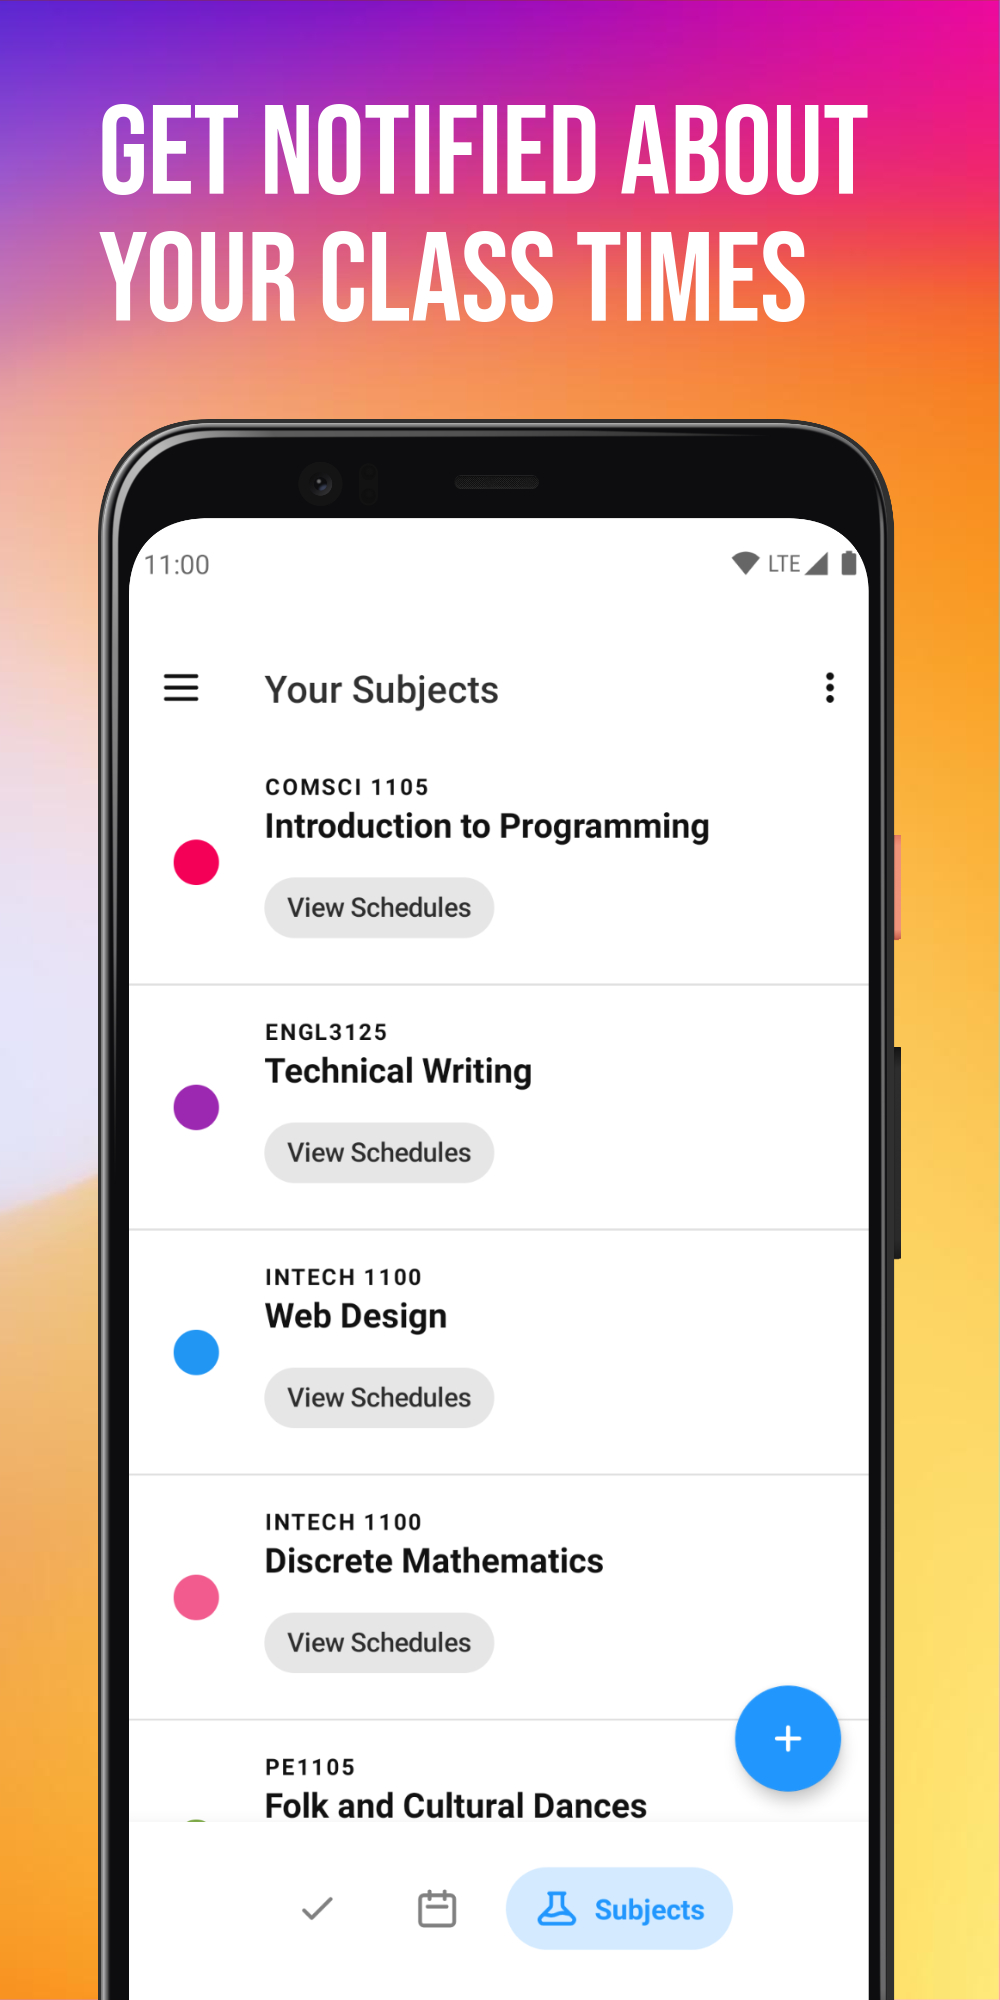 GET NOTIFIED ABOUT
YOUR CLASS TIMES
11:00 LTE
Your Subjects
COMSCI 1105
Introduction to Programming
View Schedules
ENGL3125
Technical Writing
View Schedules
INTECH 1100
Web Design
View Schedules
INTECH 1100
Discrete Mathematics
View Schedules
PE1105
Folk and Cultural Dances
Subjects